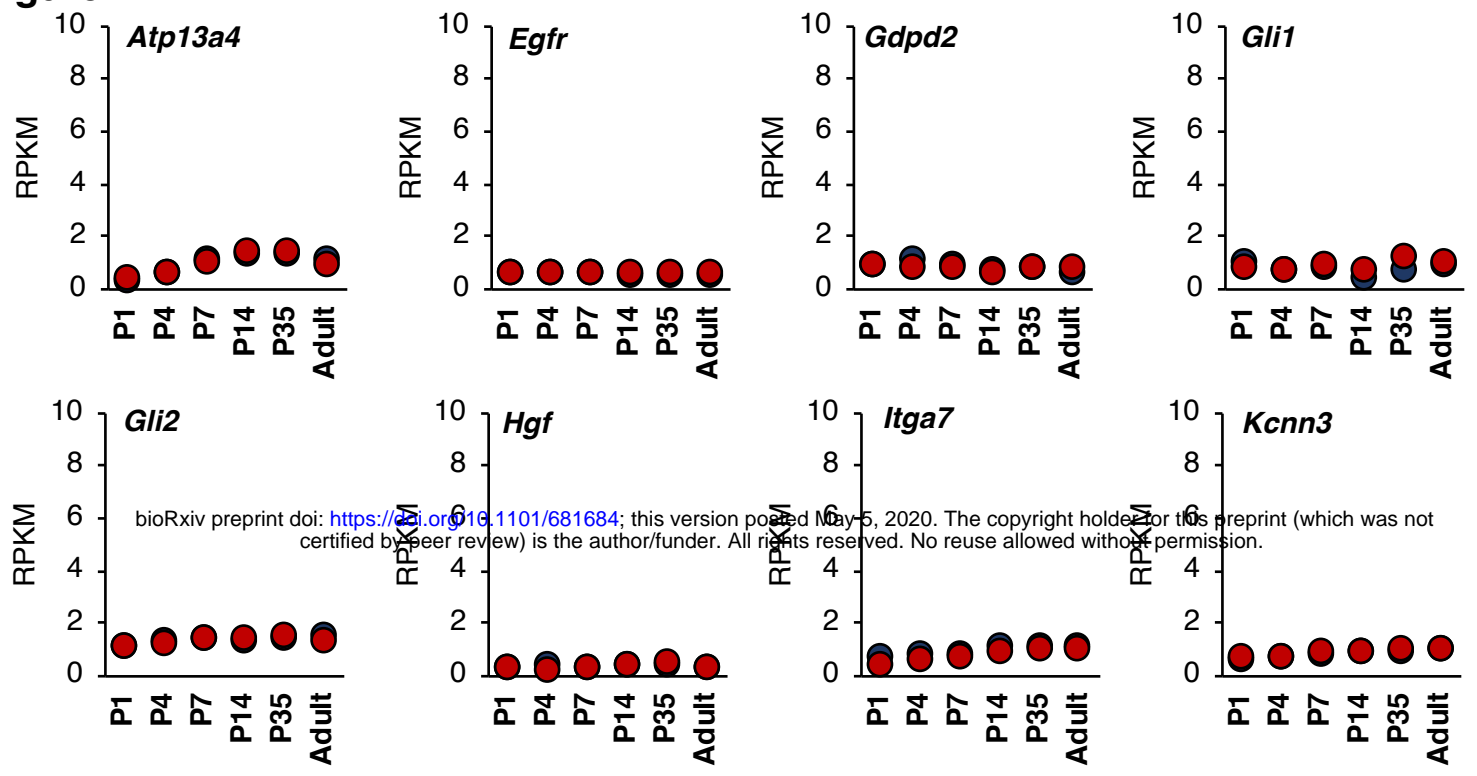 10 Atp13a4 10 Egfr 10 Gdpd2 10 Gli1
8 8 8 8
6 6 6 6
RPKM RPKM RPKM RPKM
4 4 4 4
2 2 2 2
0 0 0 0
P1 P4 P7 P14 P35 Adult P1 P4 P7 P14 P35 Adult P1 P4 P7 P14 P35 Adult P1 P4 P7 P14 P35 Adult
10 Gli2 10 Hgf 10 Itga7 10 Kcnn3
8 8 8 8
6 6 6 6
bioRxiv preprint doi: https://doi.org/10.1101/681684; this version posted May 5, 2020. The copyright holder for this preprint (which was not
certified by peer review) is the author/funder. All rights reserved. No reuse allowed without permission.
RPKM RPKM RPKM RPKM
4 4 4 4
2 2 2 2
0 0 0 0
P1 P4 P7 P14 P35 Adult P1 P4 P7 P14 P35 Adult P1 P4 P7 P14 P35 Adult P1 P4 P7 P14 P35 Adult